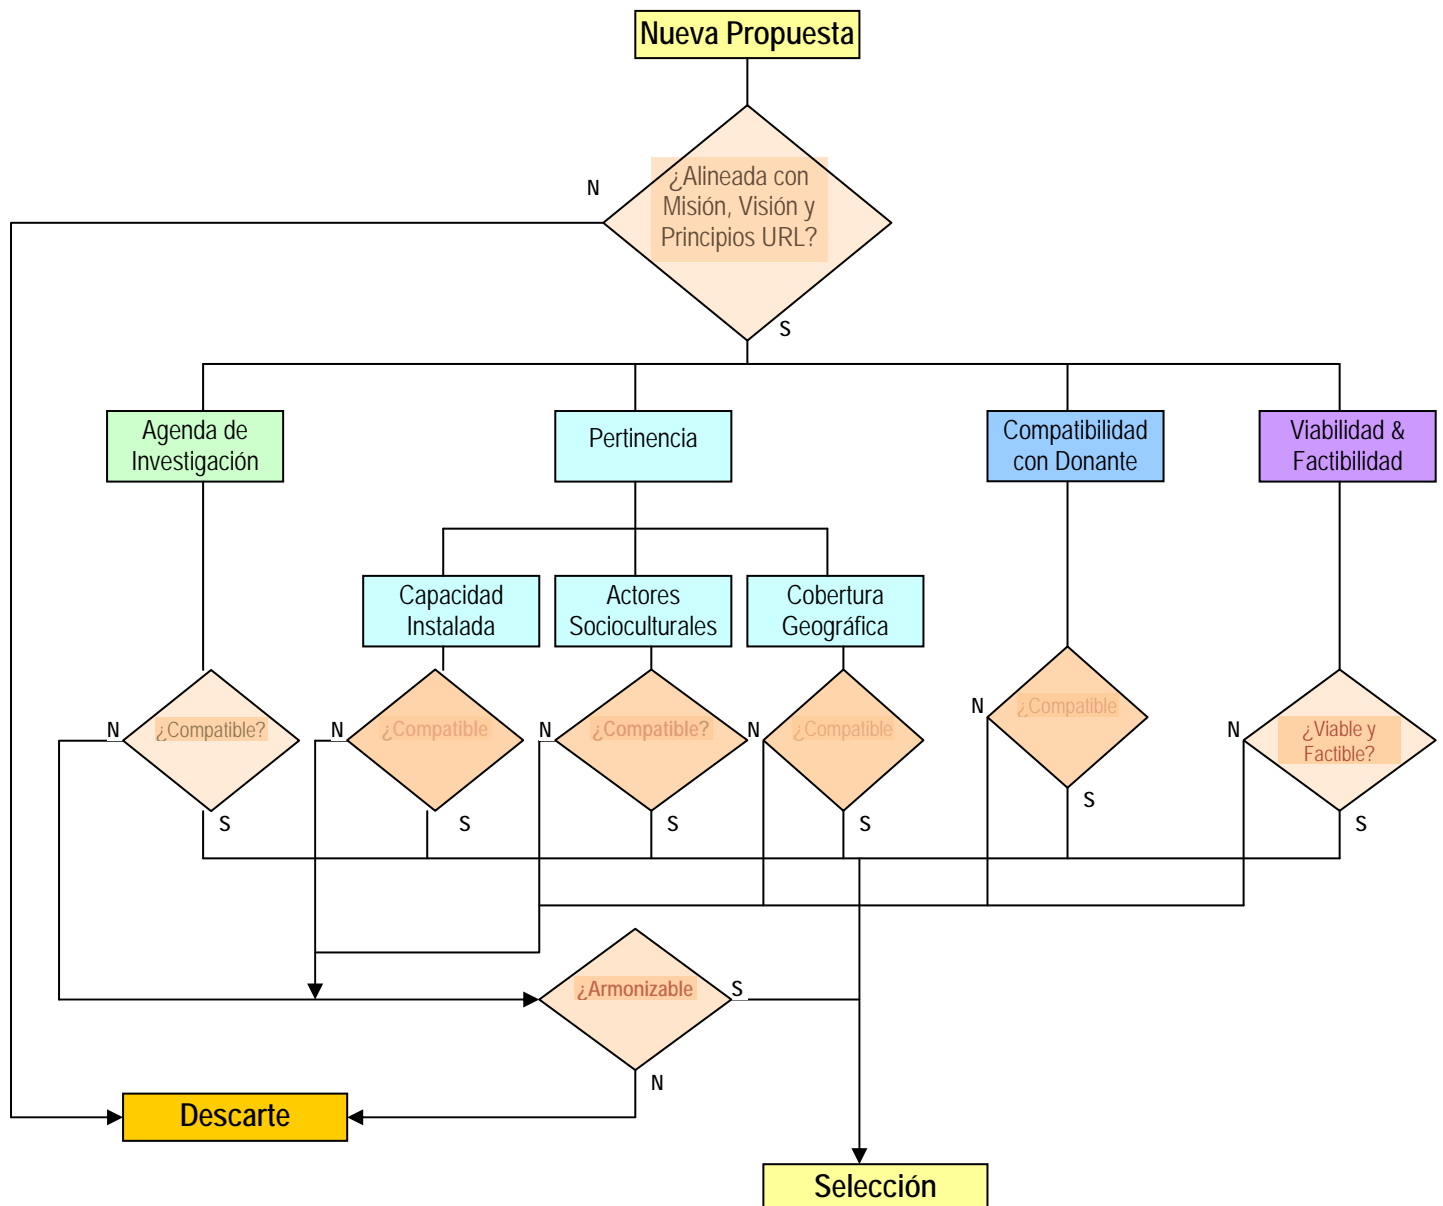 Nueva Propuesta
¿Alineada con
Misión, Visión y
Principios URL?
N
S
Agenda de
Investigación
Pertinencia
Compatibilidad
con Donante
Viabilidad &
Factibilidad
Capacidad
Instalada
Actores
Socioculturales
Cobertura
Geográfica
N
¿Compatible?
S
N
¿Compatible
S
N
¿Compatible?
S
N
¿Compatible
S
N
¿Compatible
S
N
¿Viable y
Factible?
S
¿Armonizable
S
N
Descarte
Selección